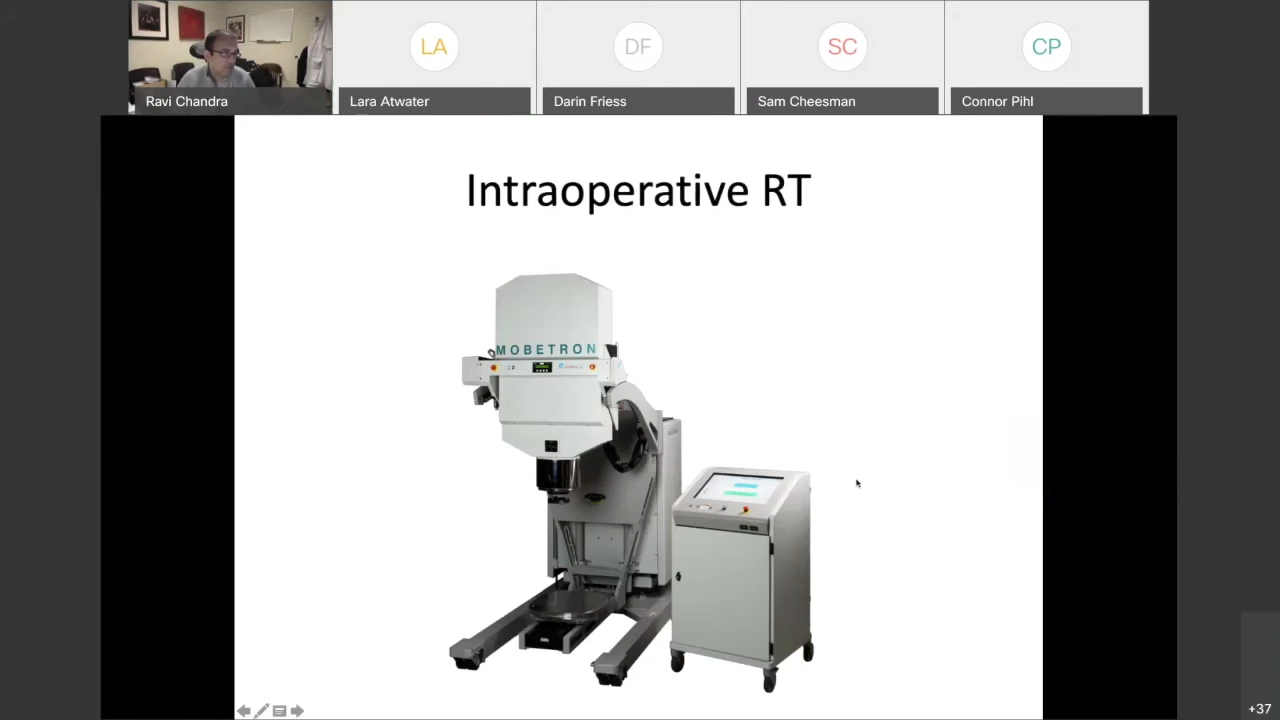 LA
DF
SC
CP
Ravi Chandra
Lara Atwater
Darin Friess
Sam Cheesman
Connor Pihl
Intraoperative RT
MOBETRON
+37